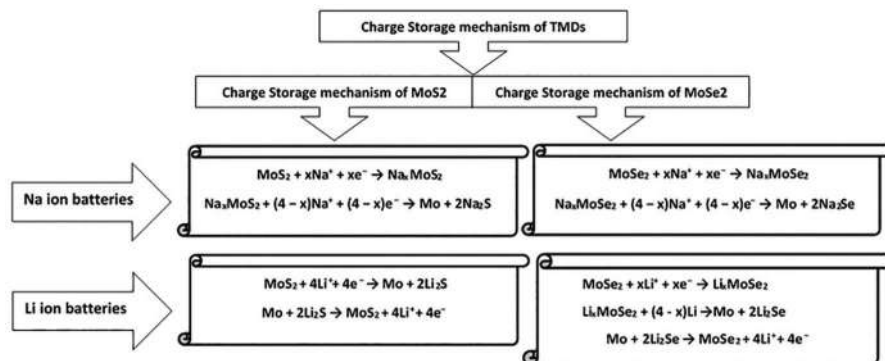 Charge Storage mechanism of TMDs
Charge Storage mechanism of MoS2
Charge Storage mechanism of MoSe2
Na ion batteries
MoS₂ + xNa⁺ + xe⁻ → NaₓMoS₂
NaₓMoS₂ + (4 − x)Na⁺ + (4 − x)e⁻ → Mo + 2Na₂S
MoSe₂ + xNa⁺ + xe⁻ → NaₓMoSe₂
NaₓMoSe₂ + (4 − x)Na⁺ + (4 − x)e⁻ → Mo + 2Na₂Se
Li ion batteries
MoS₂ + 4Li⁺+ 4e⁻ → Mo + 2Li₂S
Mo + 2Li₂S → MoS₂ + 4Li⁺+ 4e⁻
MoSe₂ + xLi⁺ + xe⁻ → LiₓMoSe₂
LiₓMoSe₂ + (4 - x)Li →Mo + 2Li₂Se
Mo + 2Li₂Se → MoSe₂ + 4Li⁺+ 4e⁻